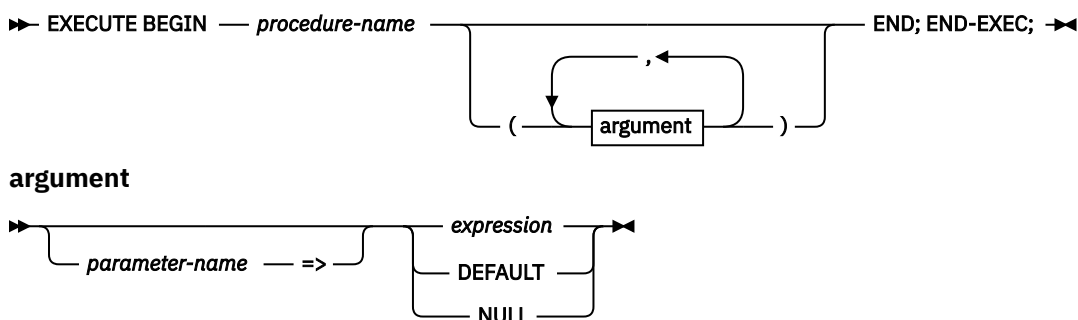 EXECUTE BEGIN procedure-name END; END-EXEC;
,
( argument )
argument
expression
parameter-name =>
DEFAULT
NULL